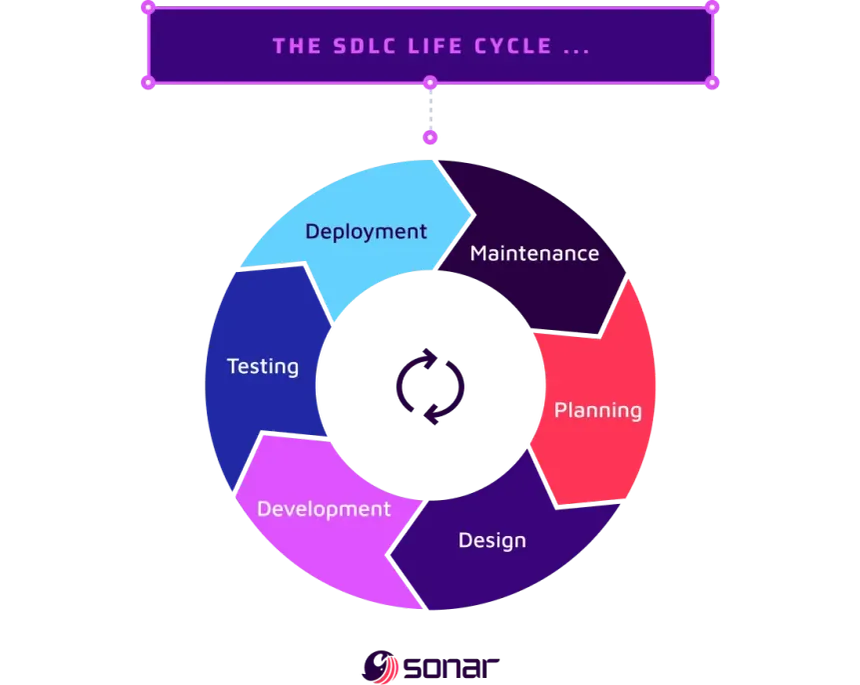 THE SDLC LIFE CYCLE ...
Deployment
Maintenance
Testing
Planning
Development
Design
sonar